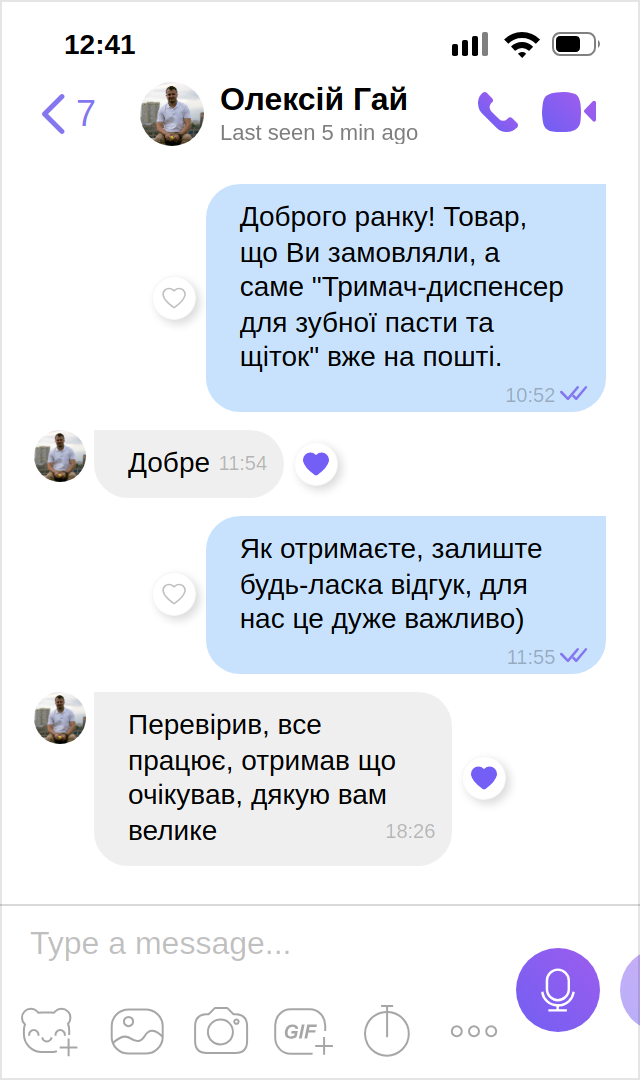 12:41
7
Олексій Гай
Last seen 5 min ago
Доброго ранку! Товар,
що Ви замовляли, а
саме "Тримач-диспенсер
для зубної пасти та
щіток" вже на пошті.
10:52
Добре 11:54
Як отримаєте, залиште
будь-ласка відгук, для
нас це дуже важливо)
11:55
Перевірив, все
працює, отримав що
очікував, дякую вам
велике 18:26
Type a message...
GIF